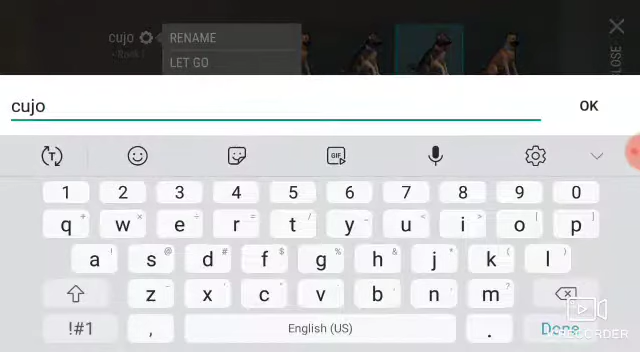 cujo
RENAME
LET GO
CLOSE
cujo
OK
T
GIF
1 2 3 4 5 6 7 8 9 0
q w e r t y u i o p
a s d f g h j k l
z x c v b n m
!#1 , English (US) . Done
RECORDER